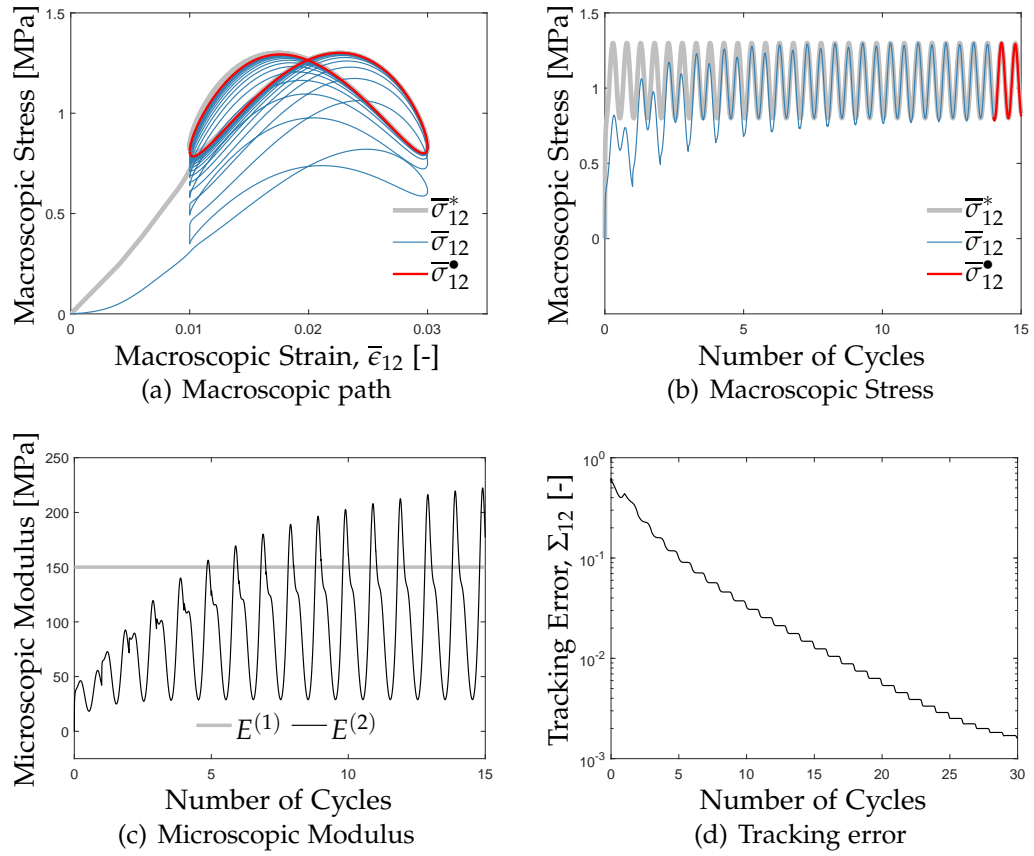 Macroscopic Stress [MPa]
1.5
1
0.5
0
0
0.01
0.02
0.03
σ̅*₁₂
σ̅₁₂
σ̅•₁₂
Macroscopic Strain, ϵ̅₁₂ [-]
(a) Macroscopic path
Macroscopic Stress [MPa]
1.5
1
0.5
0
0
5
10
15
σ̅*₁₂
σ̅₁₂
σ̅•₁₂
Number of Cycles
(b) Macroscopic Stress
Microscopic Modulus [MPa]
250
200
150
100
50
0
0
5
10
15
E⁽¹⁾ E⁽²⁾
Number of Cycles
(c) Microscopic Modulus
Tracking Error, Σ₁₂ [-]
10⁰
10⁻¹
10⁻²
10⁻³
0
5
10
15
20
25
30
Number of Cycles
(d) Tracking error